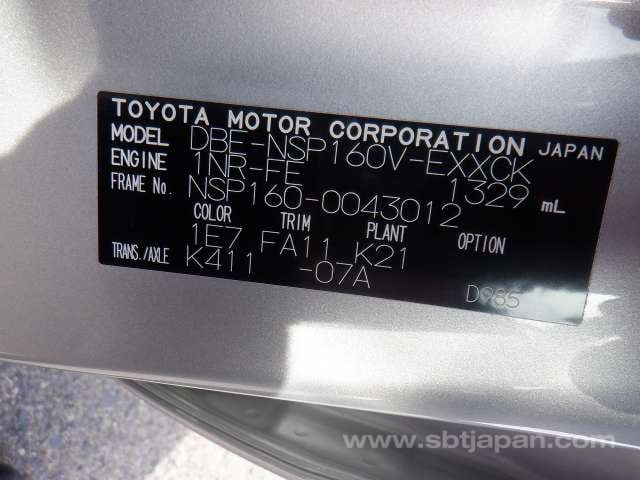 TOYOTA MOTOR CORPORATION JAPAN
MODEL DBE-NSP160V-EXXCK
ENGINE 1NR-FE 1329 mL
FRAME No. NSP160-0043012
COLOR TRIM PLANT OPTION
1E7 FA11 K21
TRANS./AXLE K411 -07A D985
www.sbtjapan.com